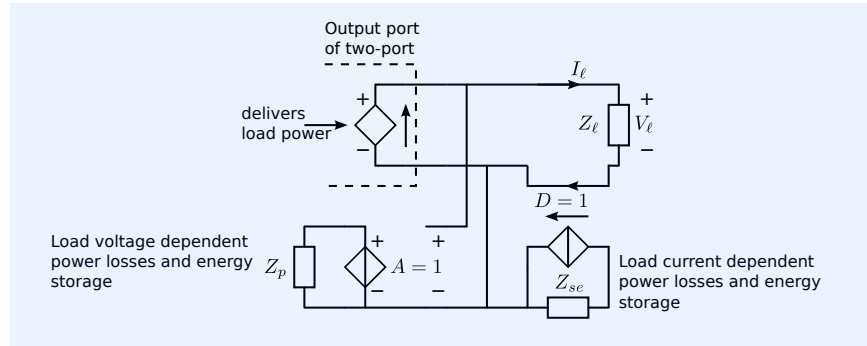 Output port
of two-port
I_ℓ
+
delivers
load power
−
Z_ℓ
+
V_ℓ
−
D = 1
Load voltage dependent
power losses and energy
storage
Z_p
+
A = 1
−
+
−
Z_se
Load current dependent
power losses and energy
storage